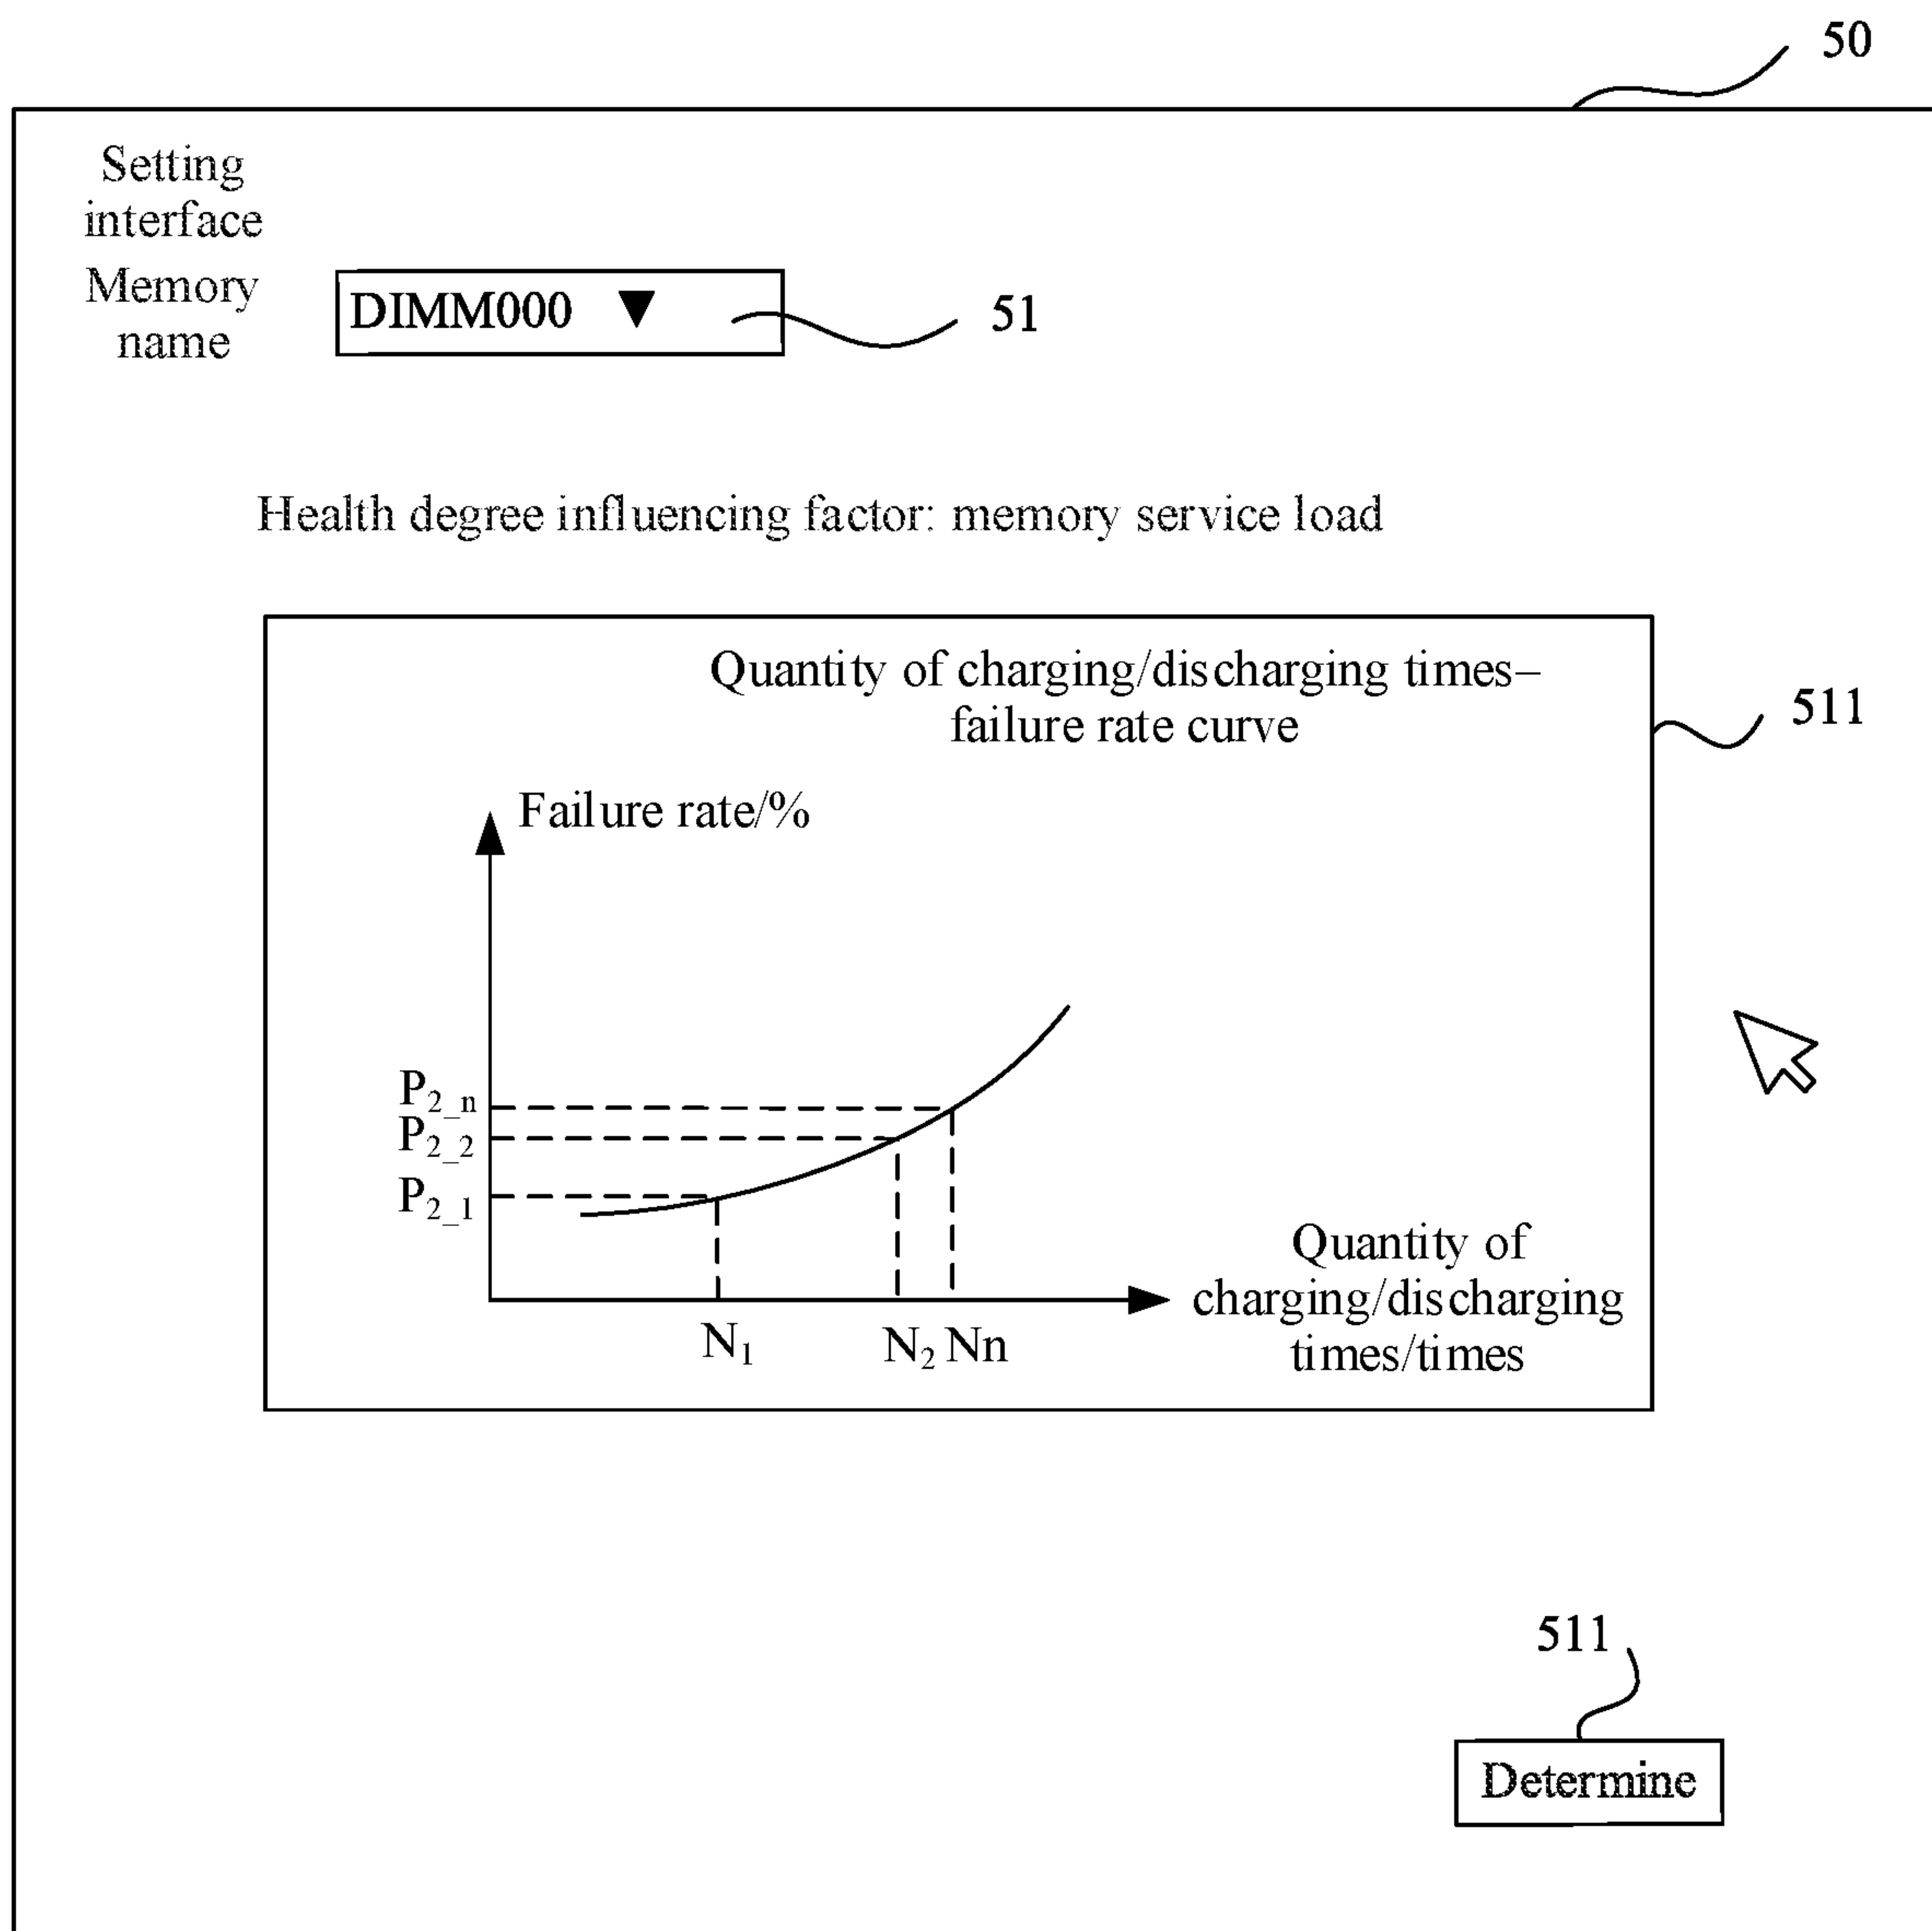 50
Setting
interface
Memory
name
DIMM000 ▼
51
Health degree influencing factor: memory service load
Quantity of charging/discharging times–
failure rate curve
511
Failure rate/%
P2_n
P2_2
P2_1
N1
N2 Nn
Quantity of
charging/discharging
times/times
511
Determine